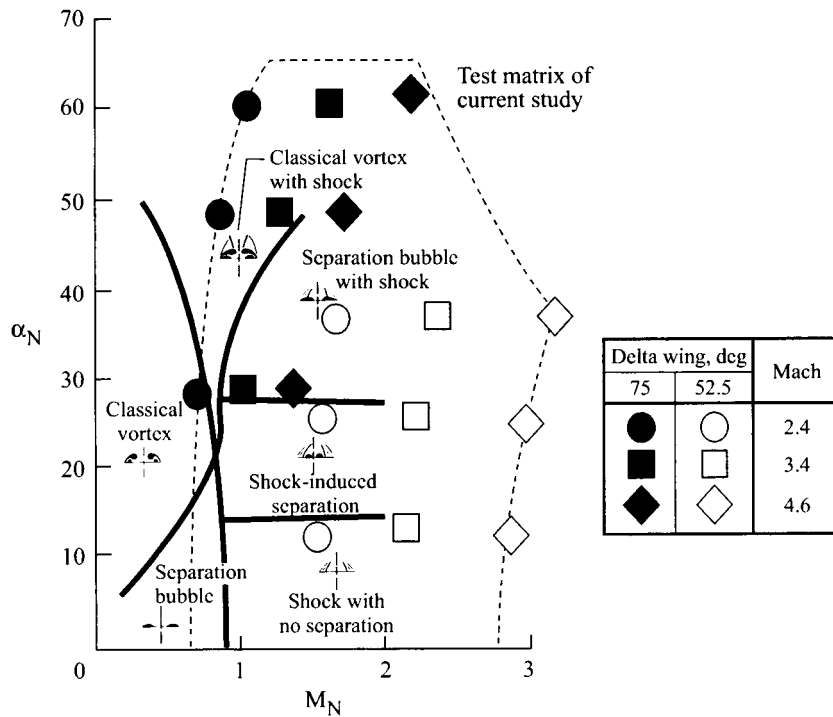 70
60
50
40
30
20
10
0
α_N
1
2
3
M_N
Test matrix of
current study
Classical vortex
with shock
Separation bubble
with shock
Classical
vortex
Shock-induced
separation
Separation
bubble
Shock with
no separation
Delta wing, deg Mach
75 52.5
2.4
3.4
4.6